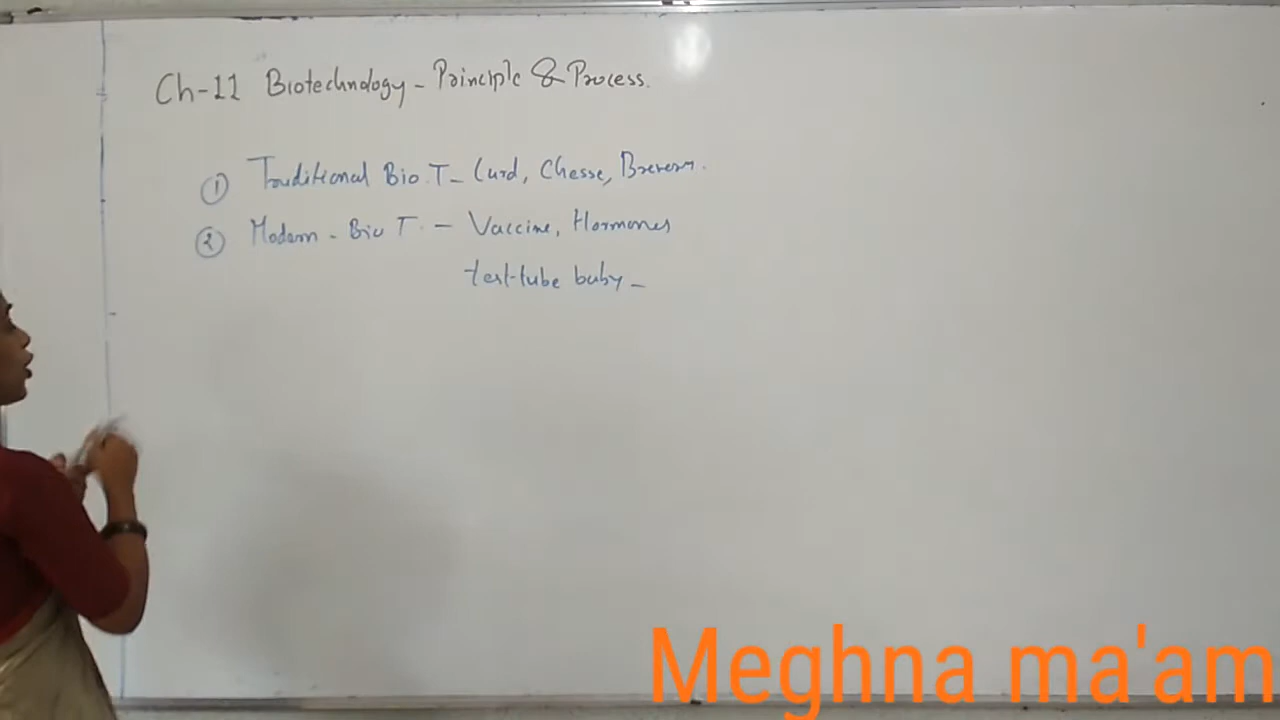 Ch-11 Biotechnology - Principle & Process.
① Traditional Bio.T - Curd, Chesse,
② Modern - Bio T. - Vaccine, Hormones
test-tube baby -
Meghna ma'am